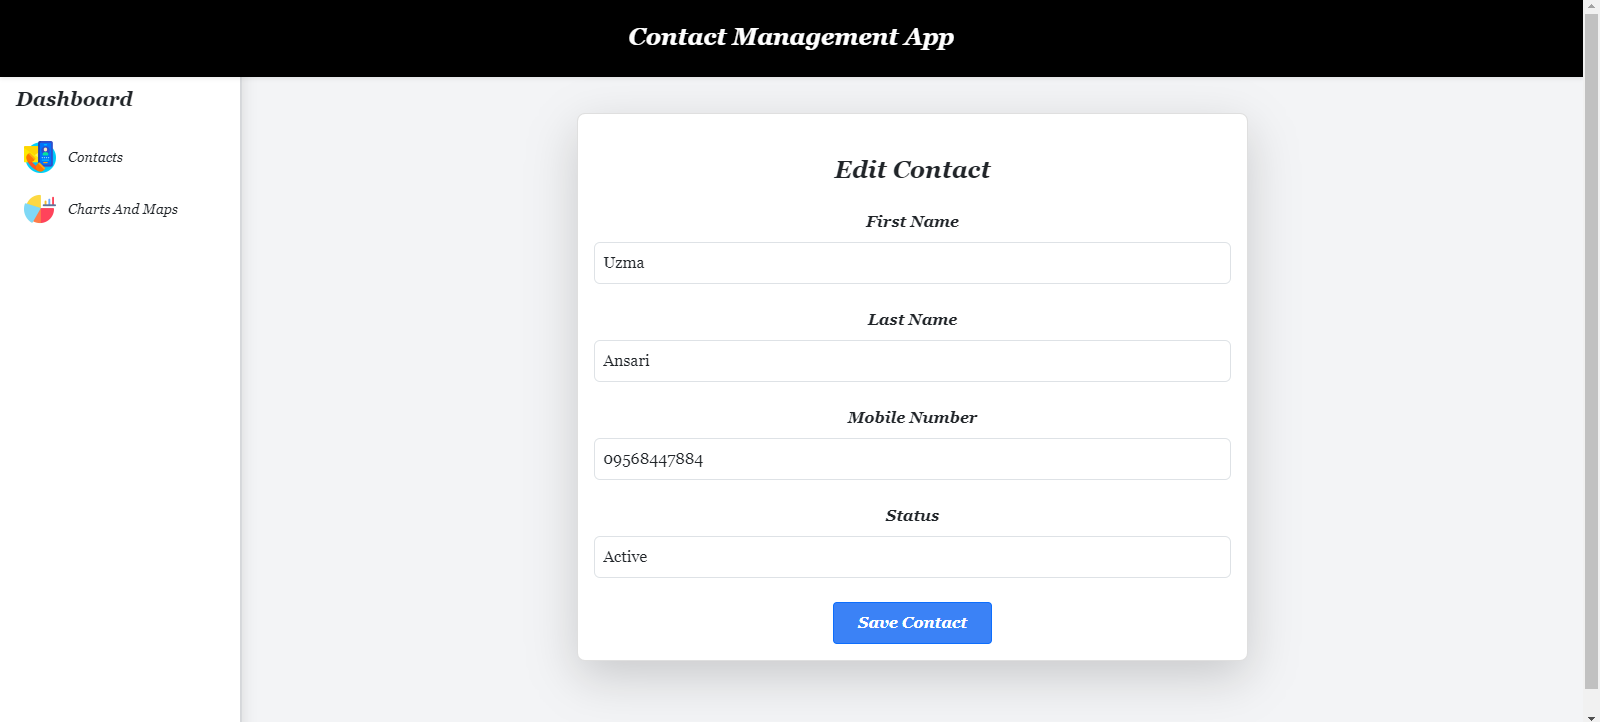 Contact Management App
Dashboard
Contacts
Charts And Maps
Edit Contact
First Name
Uzma
Last Name
Ansari
Mobile Number
09568447884
Status
Active
Save Contact